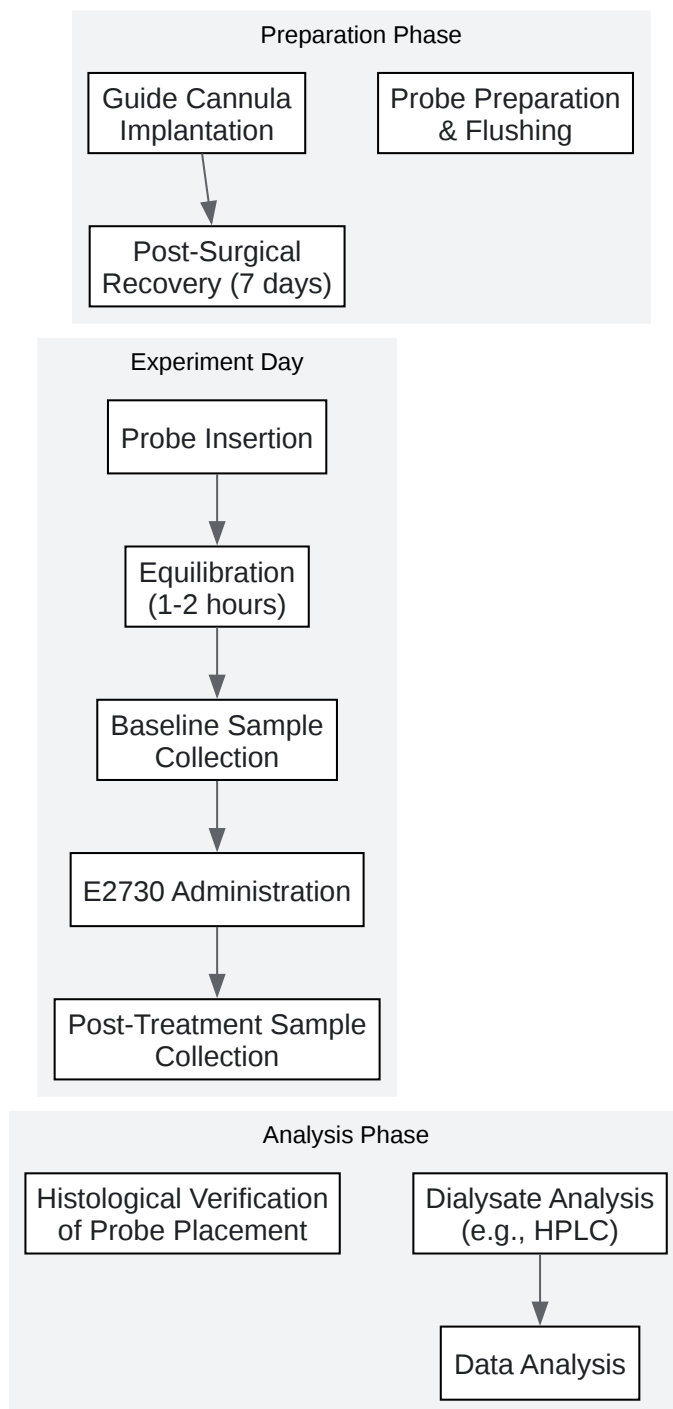 Preparation Phase
Guide Cannula
Implantation
Probe Preparation
& Flushing
Post-Surgical
Recovery (7 days)
Experiment Day
Probe Insertion
Equilibration
(1-2 hours)
Baseline Sample
Collection
E2730 Administration
Post-Treatment Sample
Collection
Analysis Phase
Histological Verification
of Probe Placement
Dialysate Analysis
(e.g., HPLC)
Data Analysis